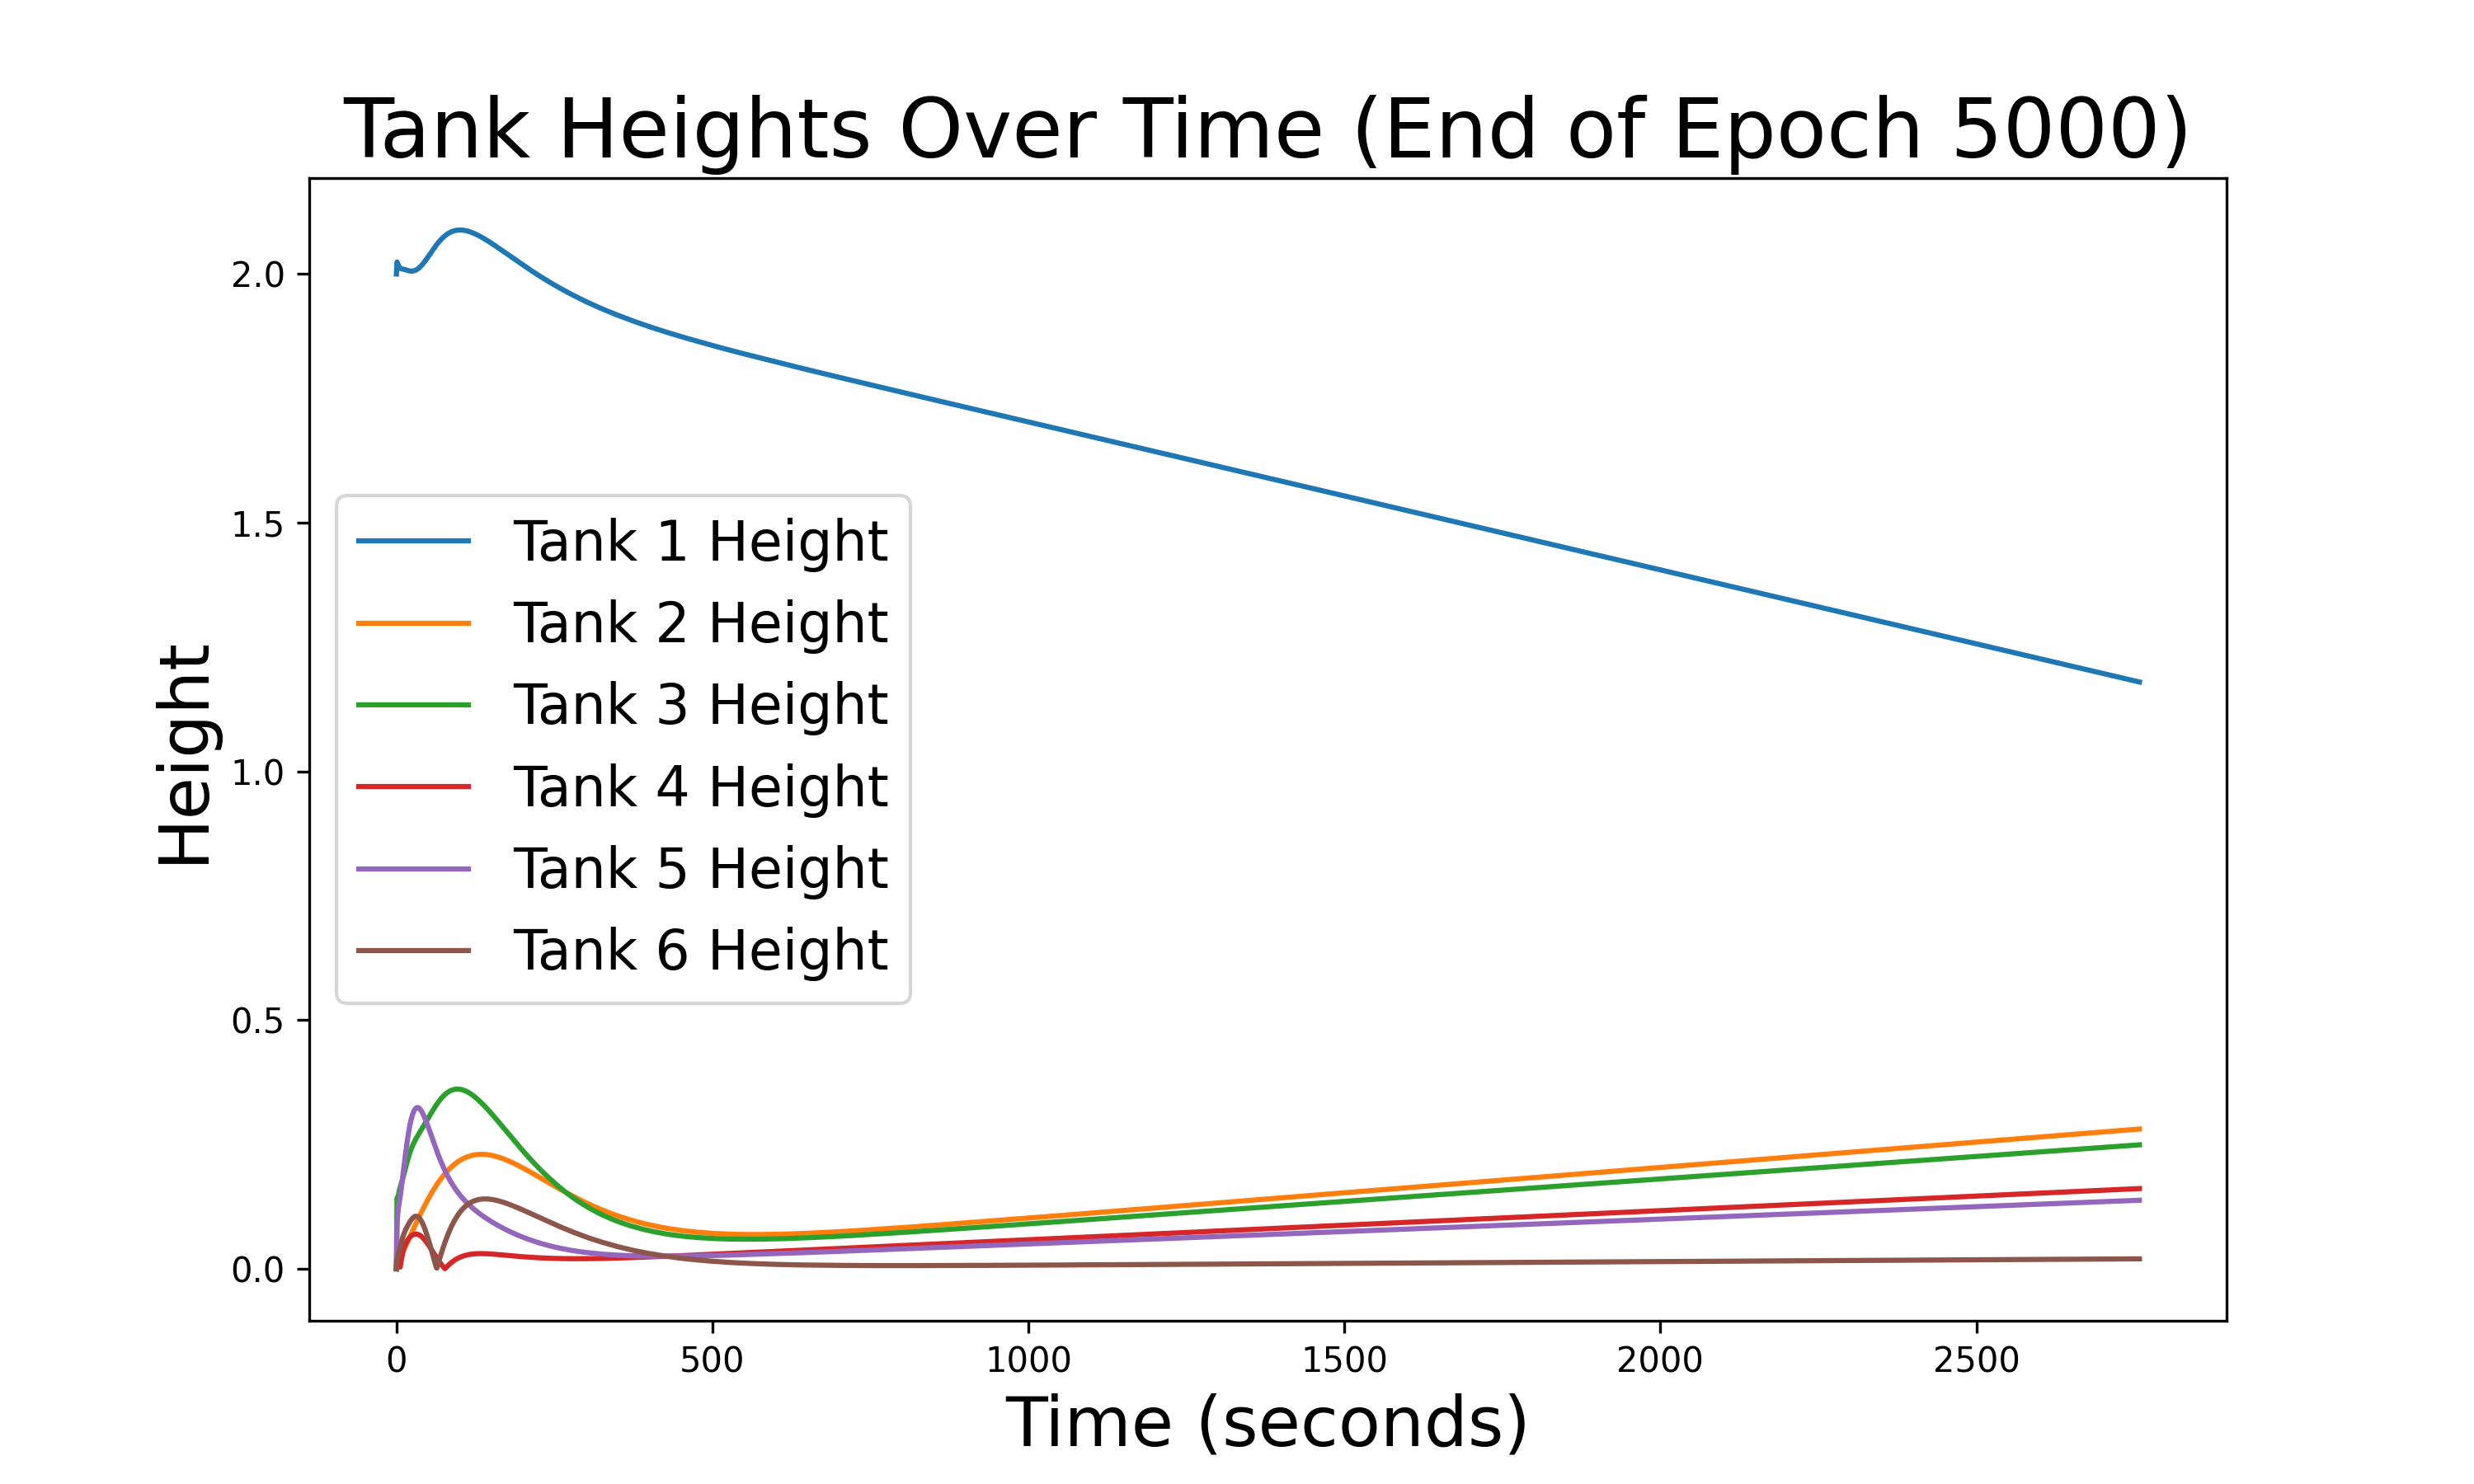 Tank Heights Over Time (End of Epoch 5000)
2.0
1.5
1.0
0.5
0.0
Height
Tank 1 Height
Tank 2 Height
Tank 3 Height
Tank 4 Height
Tank 5 Height
Tank 6 Height
0 500 1000 1500 2000 2500
Time (seconds)